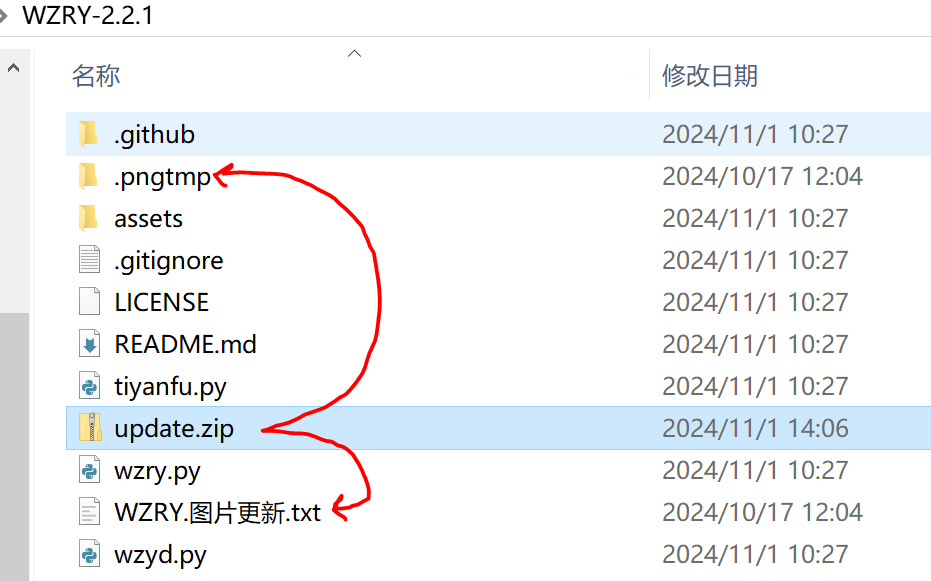 WZRY-2.2.1
名称 修改日期
.github 2024/11/1 10:27
.pngtmp 2024/10/17 12:04
assets 2024/11/1 10:27
.gitignore 2024/11/1 10:27
LICENSE 2024/11/1 10:27
README.md 2024/11/1 10:27
tiyanfu.py 2024/11/1 10:27
update.zip 2024/11/1 14:06
wzry.py 2024/11/1 10:27
WZRY.图片更新.txt 2024/10/17 12:04
wzyd.py 2024/11/1 10:27